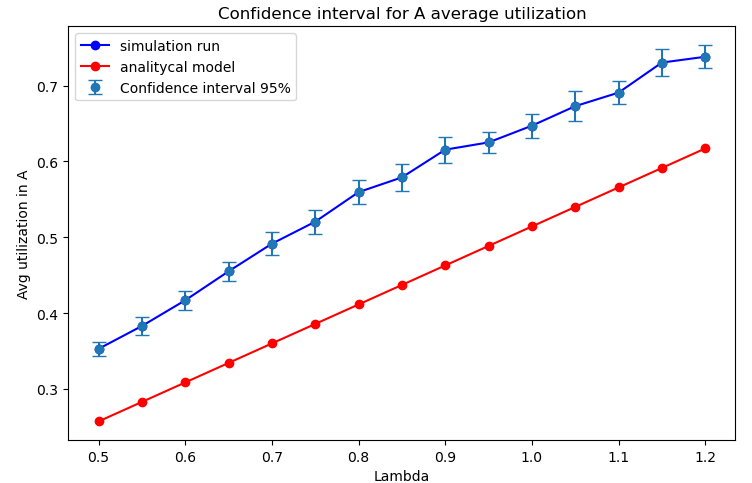 Confidence interval for A average utilization
simulation run
analitycal model
Confidence interval 95%
Avg utilization in A
0.7
0.6
0.5
0.4
0.3
0.5 0.6 0.7 0.8 0.9 1.0 1.1 1.2
Lambda